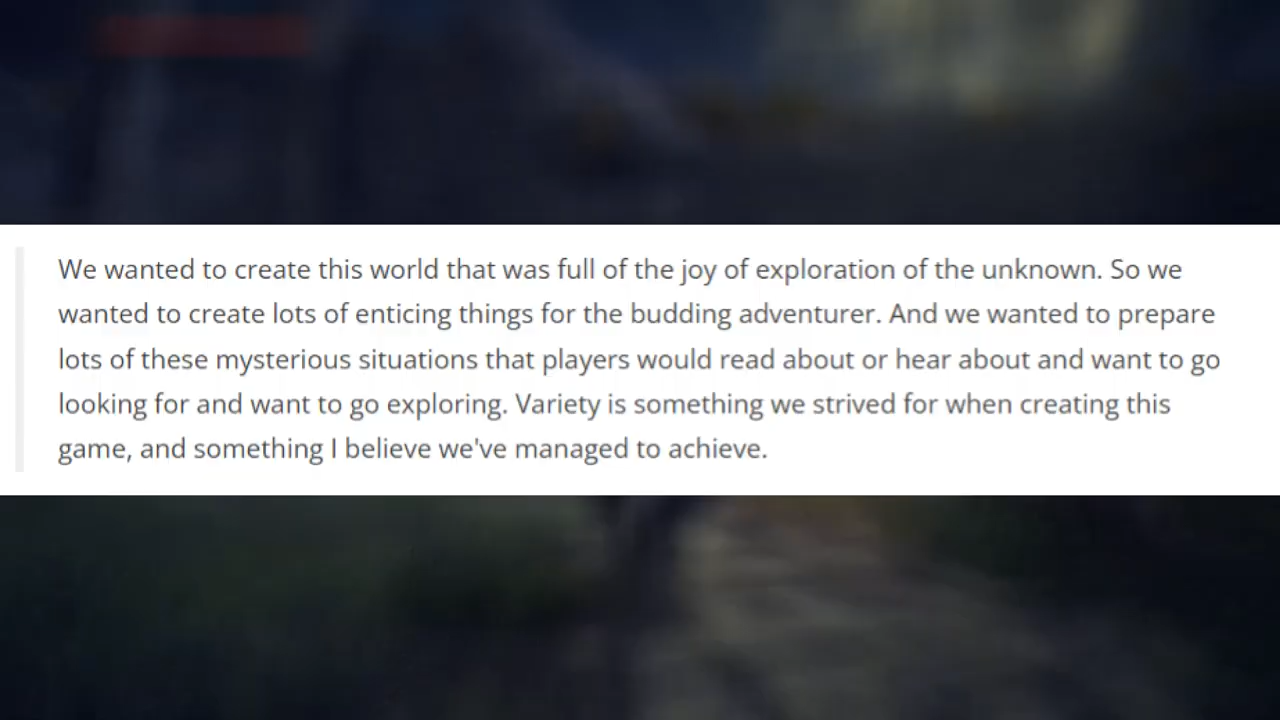 We wanted to create this world that was full of the joy of exploration of the unknown. So we
wanted to create lots of enticing things for the budding adventurer. And we wanted to prepare
lots of these mysterious situations that players would read about or hear about and want to go
looking for and want to go exploring. Variety is something we strived for when creating this
game, and something I believe we've managed to achieve.